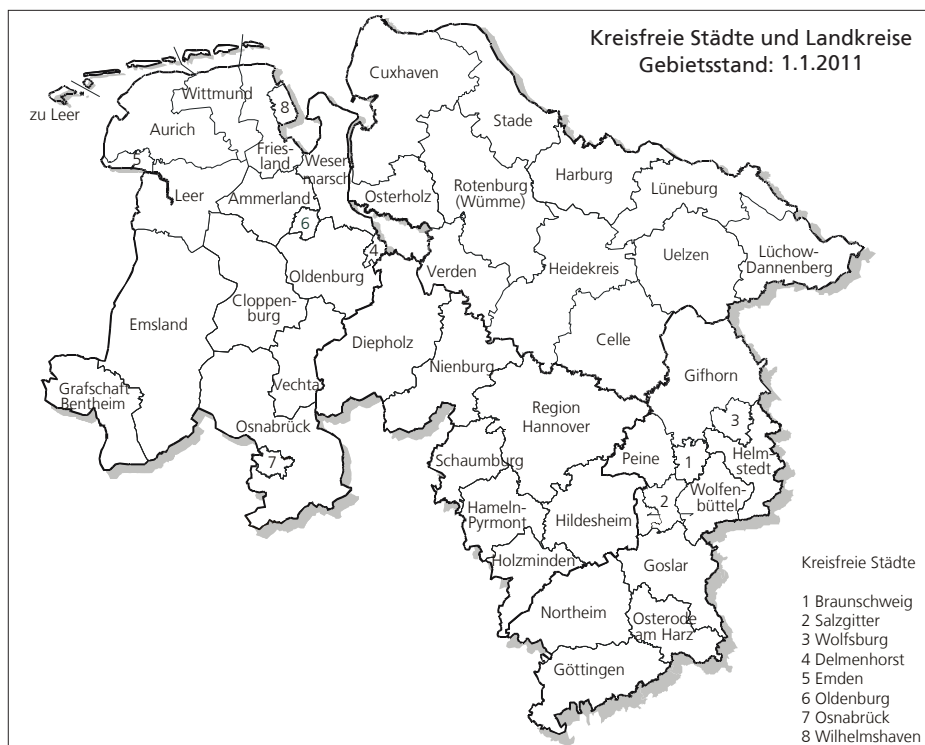 Kreisfreie Städte und Landkreise
Gebietsstand: 1.1.2011
zu Leer
Wittmund
Aurich
8
Fries-
land
5
Weser-
marsch
Leer
Ammerland
6
Cuxhaven
Stade
Osterholz
Rotenburg
(Wümme)
Harburg
Lüneburg
4
Oldenburg
Verden
Heidekreis
Uelzen
Lüchow-
Dannenberg
Emsland
Cloppen-
burg
Diepholz
Nienburg
Celle
Gifhorn
Grafschaft
Bentheim
Vechta
Osnabrück
7
Region
Hannover
3
Schaumburg
Peine
1
Helm-
stedt
2
Wolfen-
büttel
Hameln-
Pyrmont
Hildesheim
Holzminden
Goslar
Northeim
Osterode
am Harz
Göttingen
Kreisfreie Städte
1 Braunschweig
2 Salzgitter
3 Wolfsburg
4 Delmenhorst
5 Emden
6 Oldenburg
7 Osnabrück
8 Wilhelmshaven